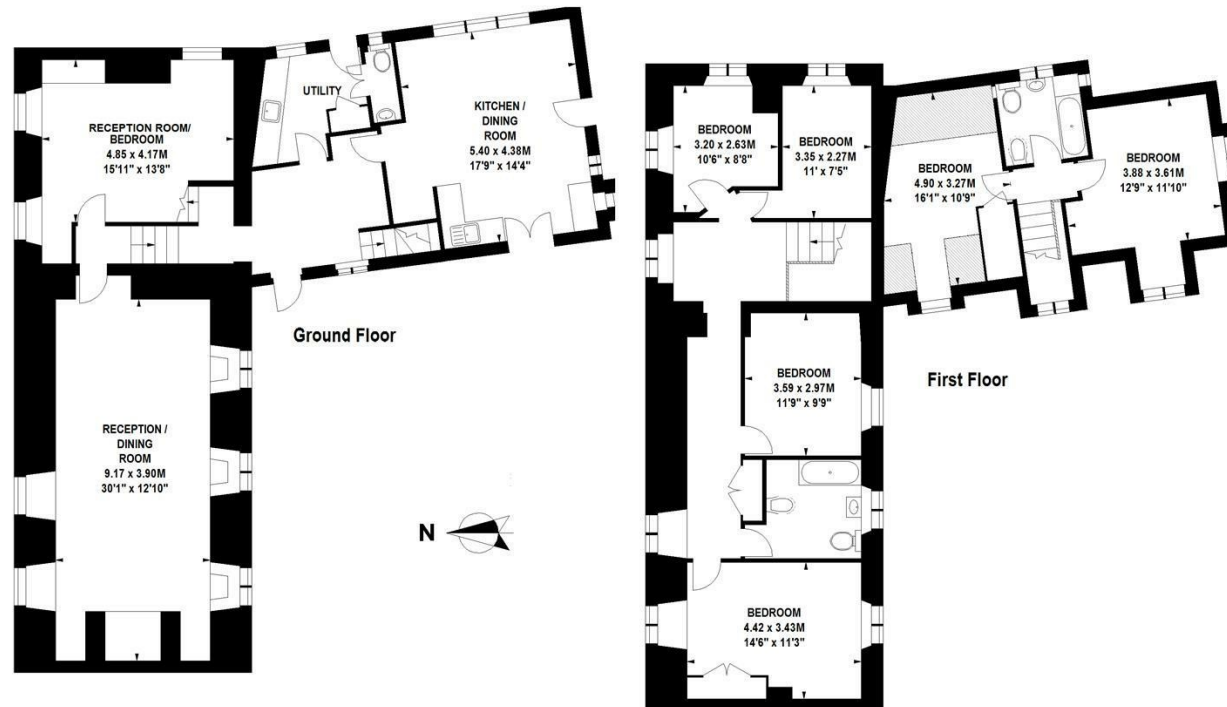 RECEPTION ROOM/
BEDROOM
4.85 x 4.17M
15'11" x 13'8"
UTILITY
KITCHEN /
DINING
ROOM
5.40 x 4.38M
17'9" x 14'4"
Ground Floor
RECEPTION /
DINING
ROOM
9.17 x 3.90M
30'1" x 12'10"
N
BEDROOM
3.20 x 2.63M
10'6" x 8'8"
BEDROOM
3.35 x 2.27M
11' x 7'5"
BEDROOM
4.90 x 3.27M
16'1" x 10'9"
BEDROOM
3.88 x 3.61M
12'9" x 11'10"
BEDROOM
3.59 x 2.97M
11'9" x 9'9"
First Floor
BEDROOM
4.42 x 3.43M
14'6" x 11'3"